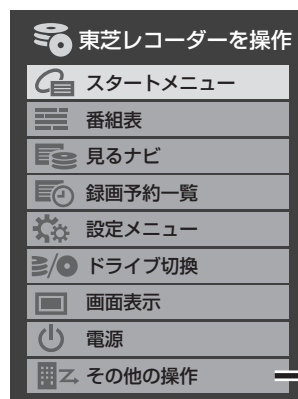 東芝レコーダーを操作
スタートメニュー
番組表
見るナビ
録画予約一覧
設定メニュー
ドライブ切換
画面表示
電源
その他の操作